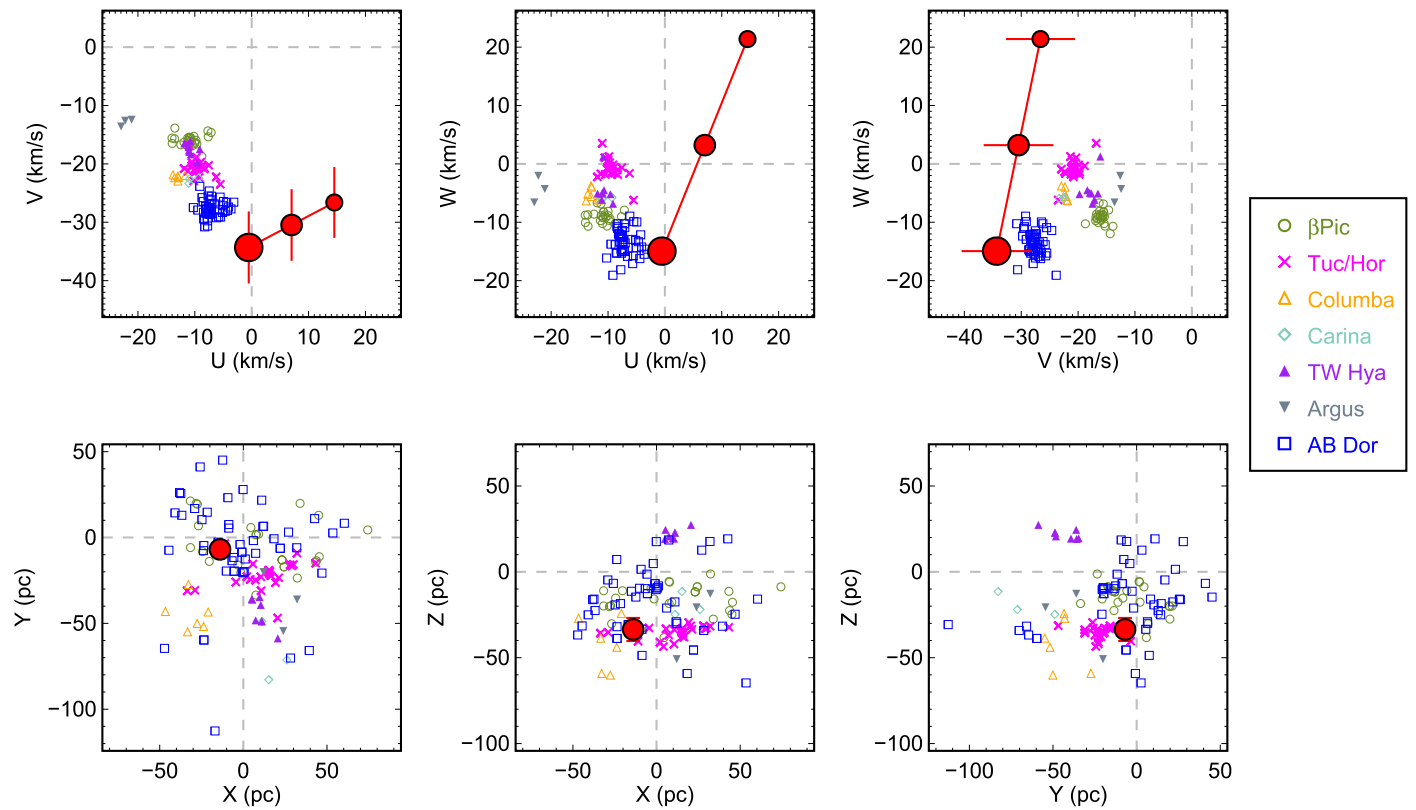 0
−10
−20
−30
−40
V (km/s)
−20
−10
0
10
20
U (km/s)
20
10
0
−10
−20
W (km/s)
−20
−10
0
10
20
U (km/s)
20
10
0
−10
−20
W (km/s)
−40
−30
−20
−10
0
V (km/s)
βPic
Tuc/Hor
Columba
Carina
TW Hya
Argus
AB Dor
50
0
−50
−100
Y (pc)
−50
0
50
X (pc)
50
0
−50
−100
Z (pc)
−50
0
50
X (pc)
50
0
−50
−100
Z (pc)
−100
−50
0
50
Y (pc)